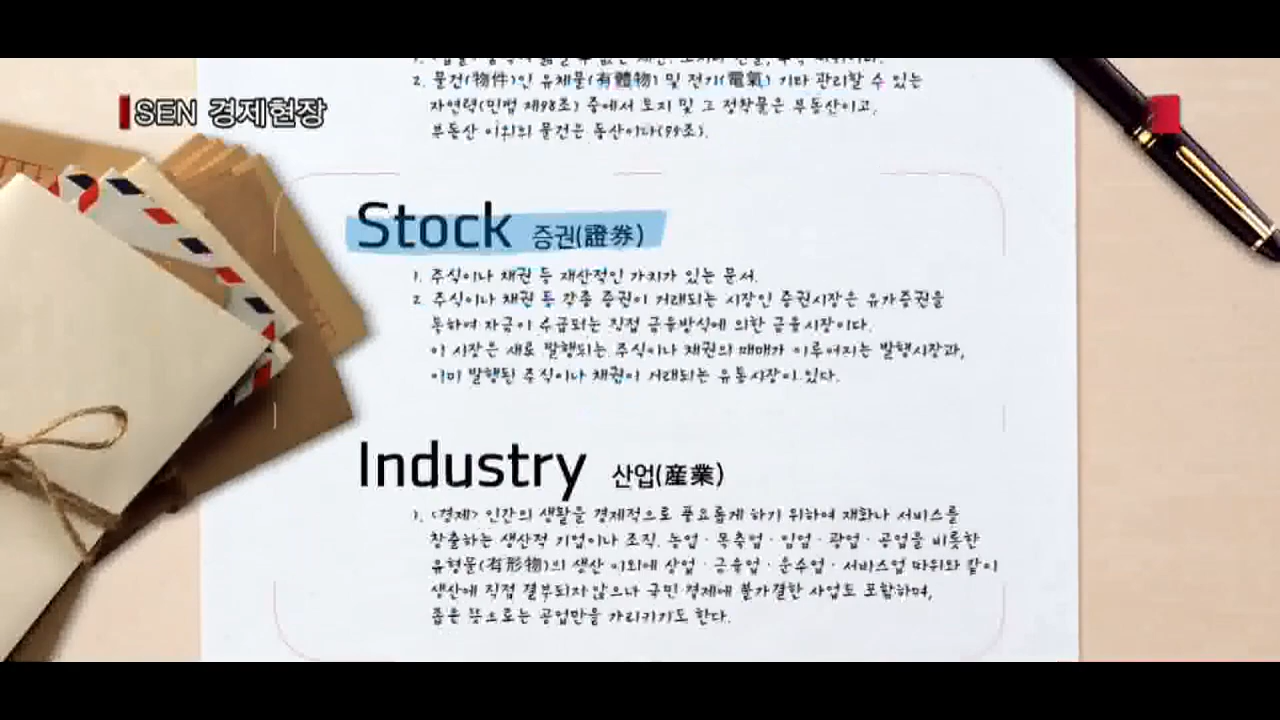 2. 물건(物件)인 유체물(有體物) 및 전기(電氣) 기타 관리할 수 있는
SEN 경제현장
자연력(민법 제98조) 중에서 토지 및 그 정착물은 부동산이고,
부동산 이외의 물건은 동산이다(99조).
Stock 증권(證券)
1. 주식이나 채권 등 재산적인 가치가 있는 문서.
2. 주식이나 채권 등 각종 증권이 거래되는 시장인 증권시장은 유가증권을
통하여 자금이 수급되는 직접 금융방식에 의한 금융시장이다.
이 시장은 새로 발행되는 주식이나 채권의 매매가 이루어지는 발행시장과,
이미 발행된 주식이나 채권이 거래되는 유통시장이 있다.
Industry 산업(産業)
1. <경제> 인간의 생활을 경제적으로 풍요롭게 하기 위하여 재화나 서비스를
창출하는 생산적 기업이나 조직. 농업·목축업·임업·광업·공업을 비롯한
유형물(有形物)의 생산 이외에 상업·금융업·운수업·서비스업 따위와 같이
생산에 직접 결부되지 않으나 국민 경제에 불가결한 사업도 포함하며,
좁은 뜻으로는 공업만을 가리키기도 한다.